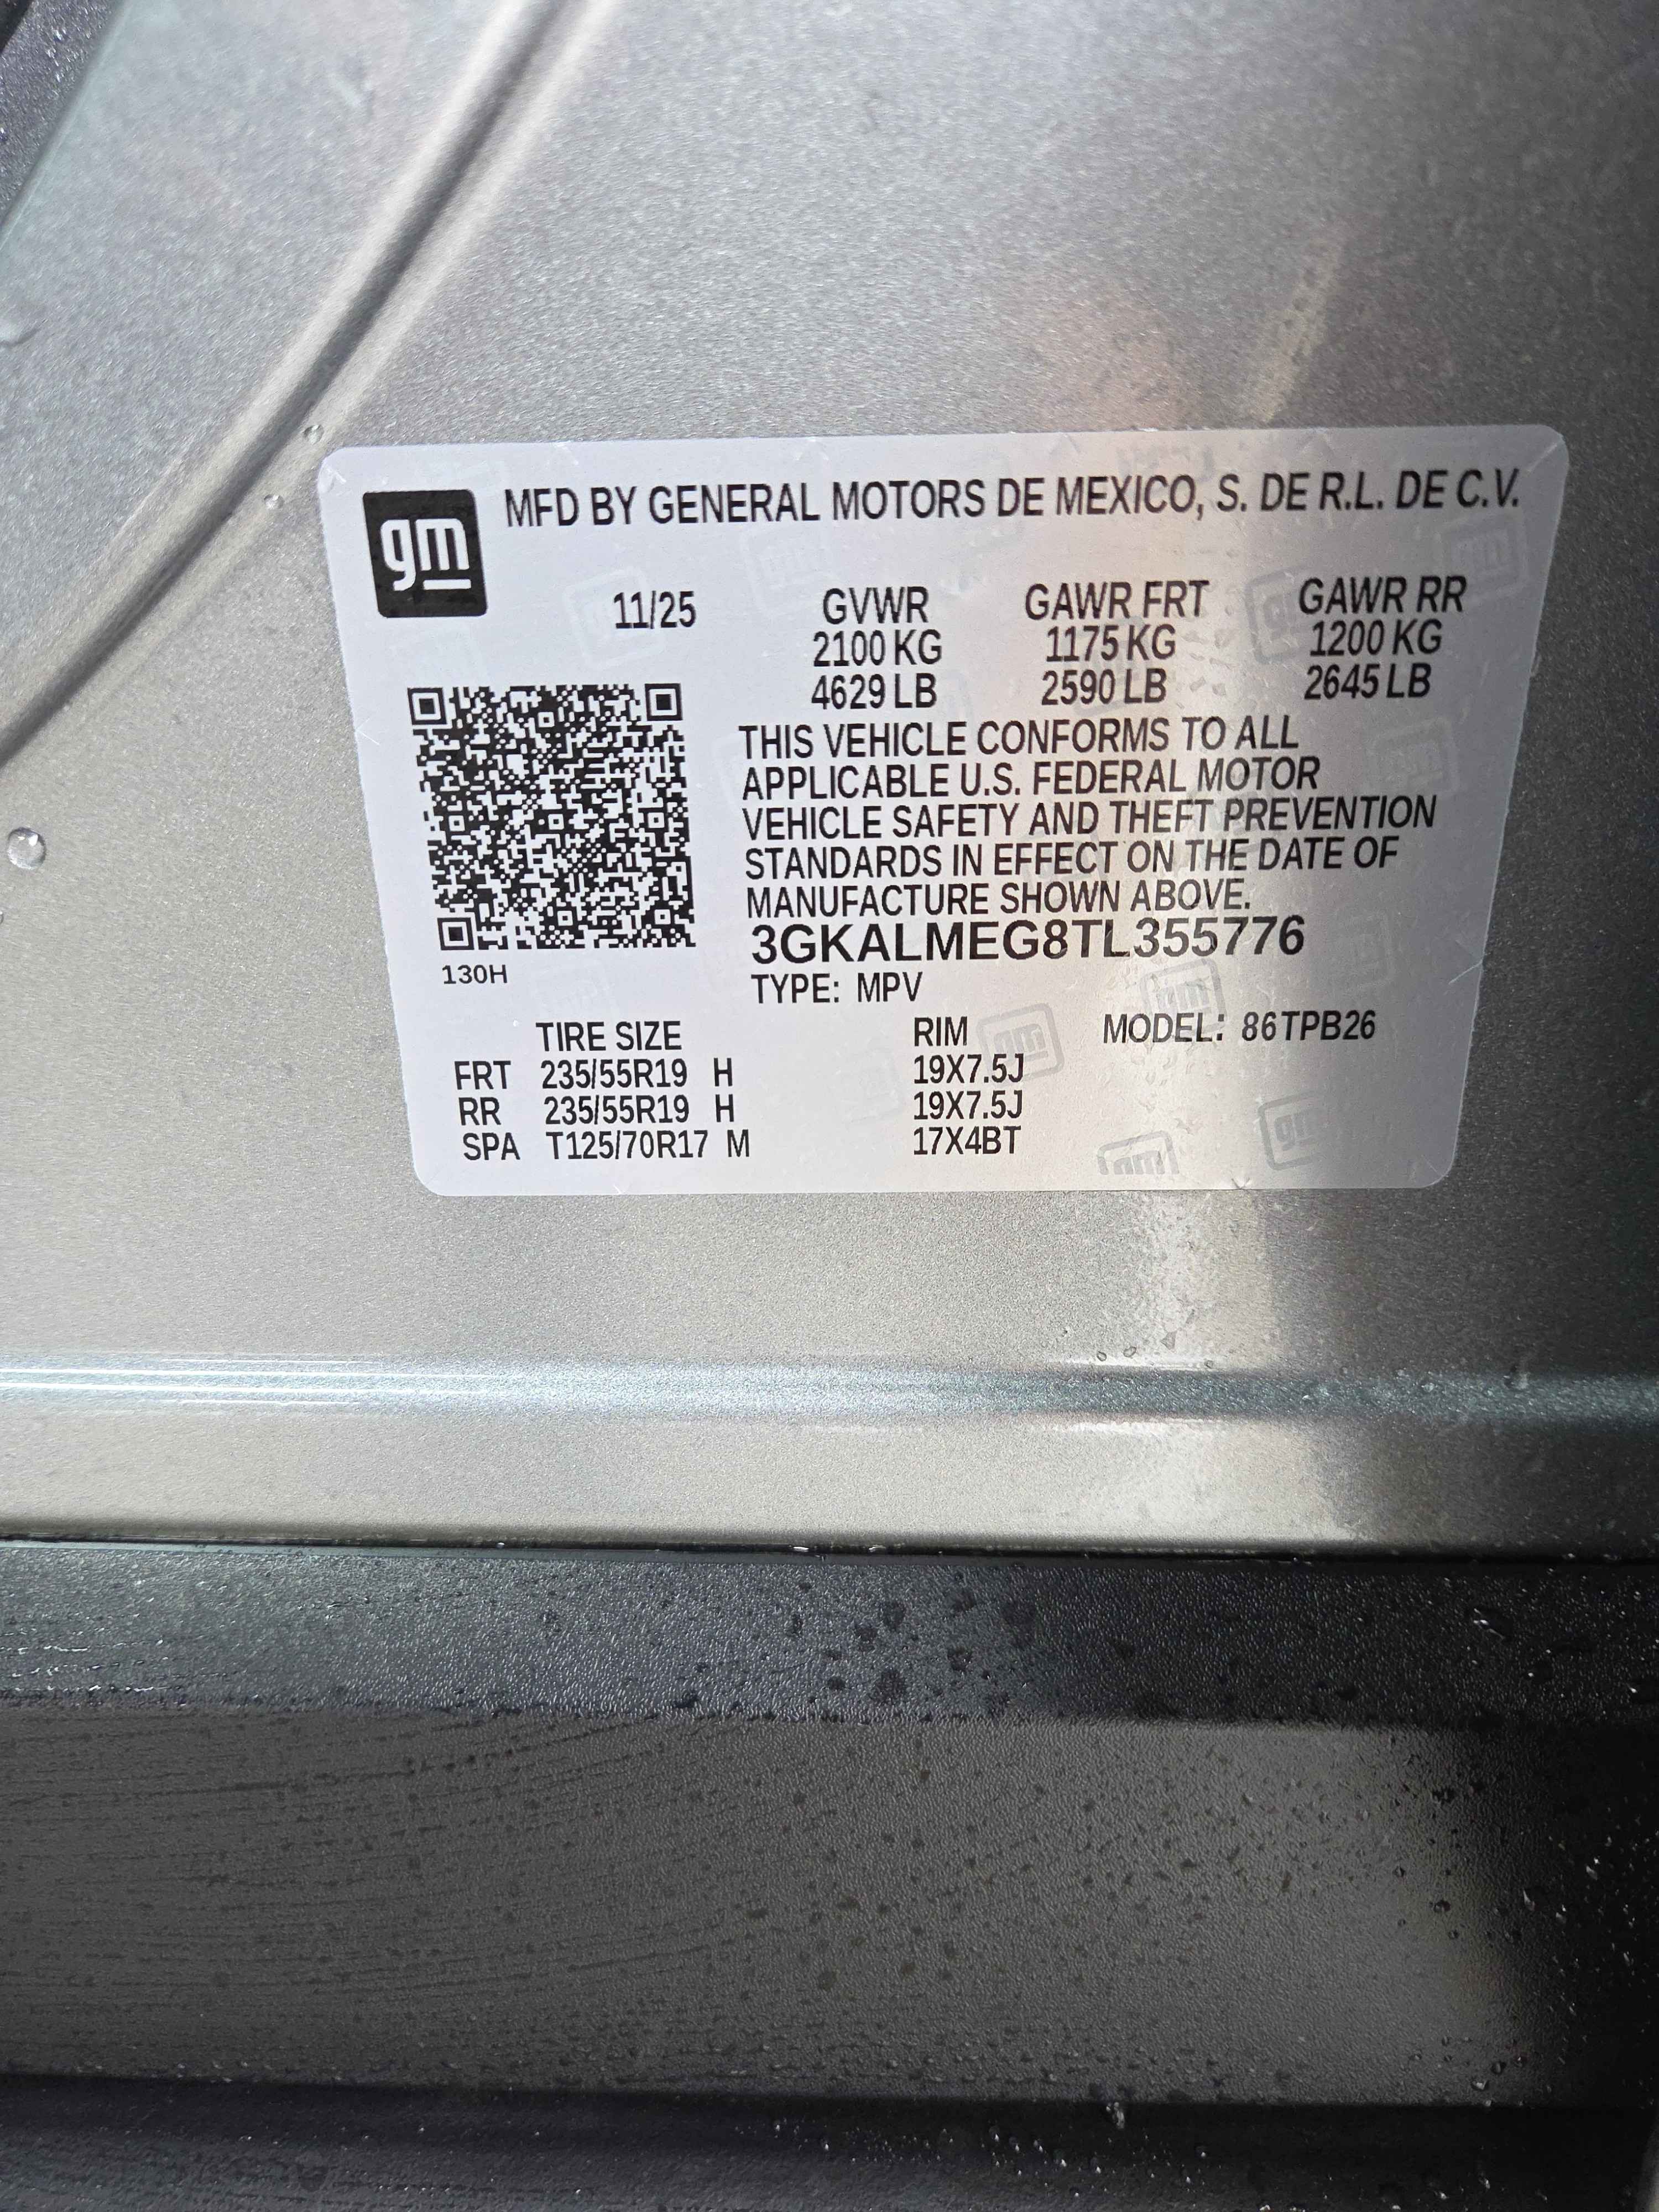 gm MFD BY GENERAL MOTORS DE MEXICO, S. DE R.L. DE C.V.
11/25 GVWR GAWR FRT GAWR RR
2100 KG 1175 KG 1200 KG
4629 LB 2590 LB 2645 LB
THIS VEHICLE CONFORMS TO ALL
APPLICABLE U.S. FEDERAL MOTOR
VEHICLE SAFETY AND THEFT PREVENTION
STANDARDS IN EFFECT ON THE DATE OF
MANUFACTURE SHOWN ABOVE.
3GKALMEG8TL355776
130H
TYPE: MPV
TIRE SIZE RIM MODEL: 86TPB26
FRT 235/55R19 H 19X7.5J
RR 235/55R19 H 19X7.5J
SPA T125/70R17 M 17X4BT